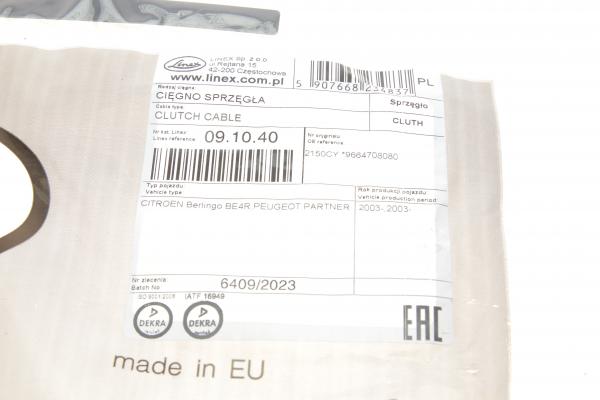 Linex
LINEX sp. z o.o.
ul. Rejtana 15
42-200 Częstochowa
www.linex.com.pl
5 907668 224837
PL
Rodzaj cięgna:
CIĘGNO SPRZĘGŁA
Sprzęgło
Cable type:
CLUTCH CABLE
CLUTH
Nr kat. Linex
Linex reference
09.10.40
Nr oryginału
OE reference
2150CY *9664708080
Typ pojazdu
Vehicle type
Rok produkcji pojazdu
Vehicle production period:
CITROEN Berlingo BE4R PEUGEOT PARTNER
2003-, 2003-
Nr zlecenia
Batch No
6409/2023
ISO 9001:2008
IATF 16949
DEKRA
DEKRA
EAC
made in EU